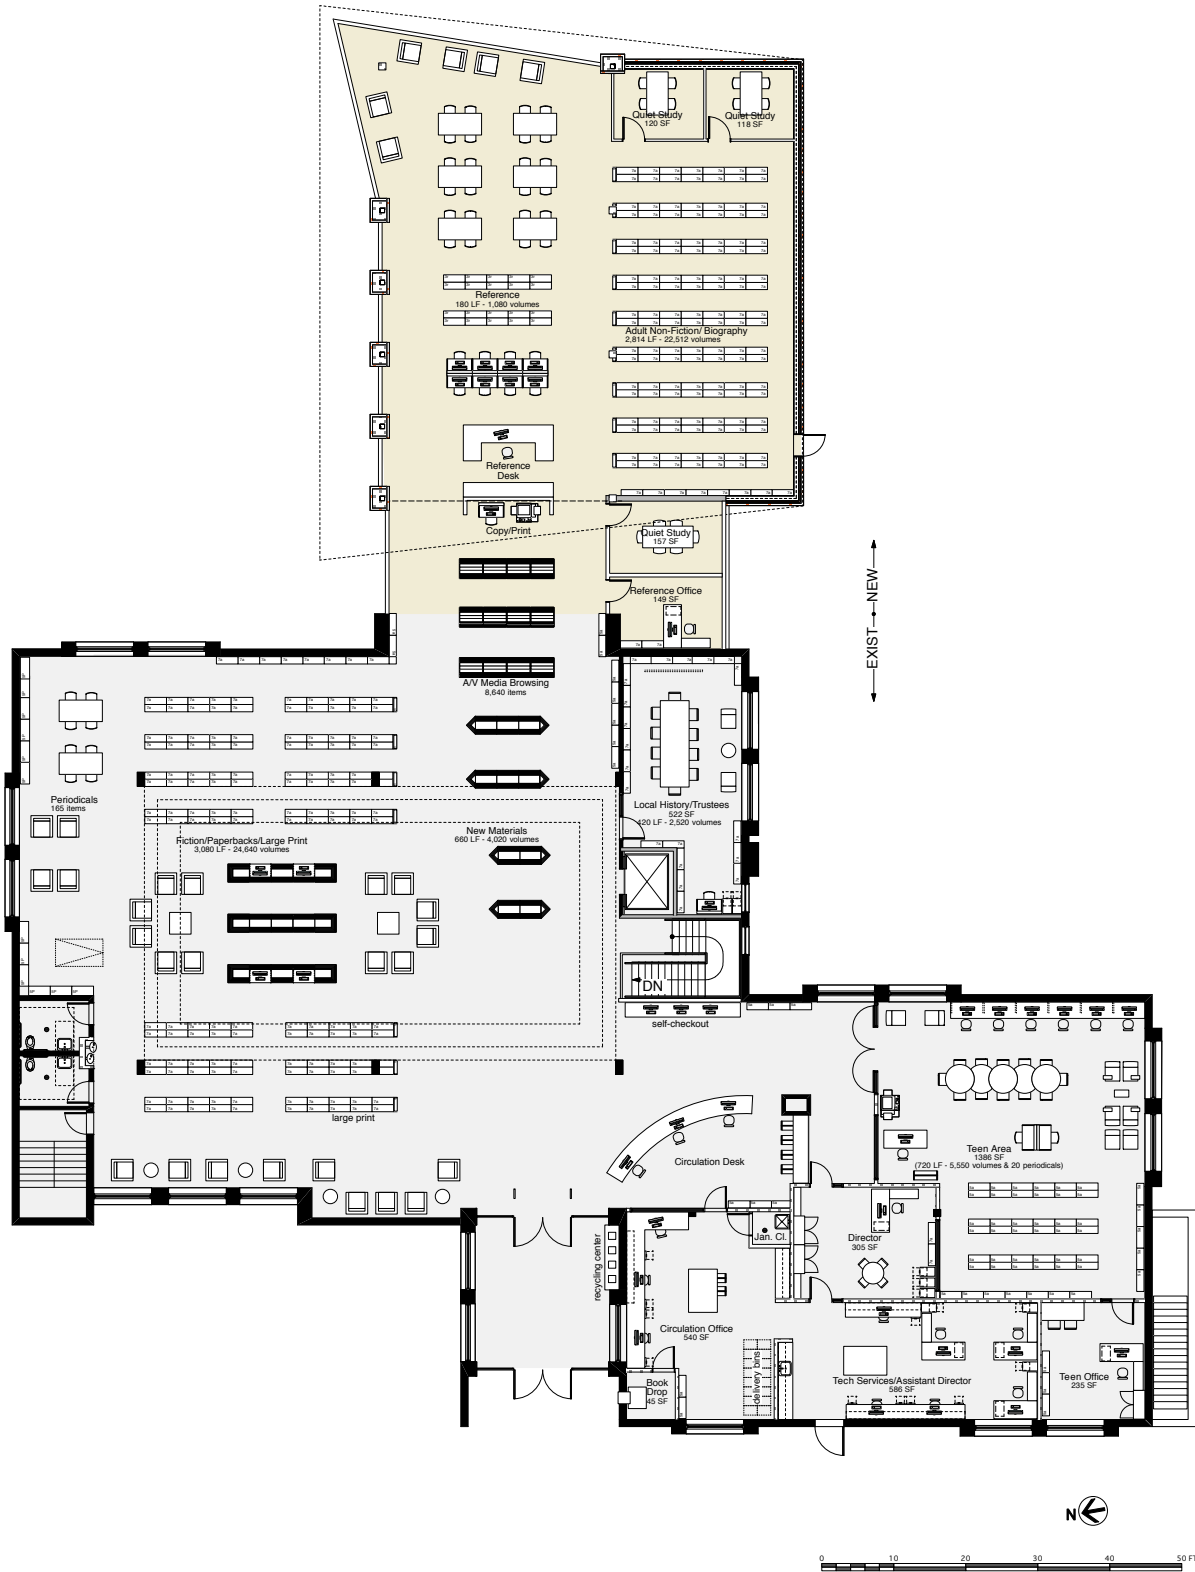 Quiet Study
120 SF
Quiet Study
118 SF
Reference
180 LF - 1,080 volumes
Adult Non-Fiction/ Biography
2,814 LF - 22,512 volumes
Reference
Desk
Copy/Print
Quiet Study
157 SF
Reference Office
149 SF
NEW
EXIST
A/V Media Browsing
8,640 items
Periodicals
165 items
Local History/Trustees
522 SF
420 LF - 2,520 volumes
New Materials
660 LF - 4,020 volumes
Fiction/Paperbacks/Large Print
3,080 LF - 24,640 volumes
DN
self-checkout
large print
Circulation Desk
Teen Area
1386 SF
(720 LF - 5,550 volumes & 20 periodicals)
Jan. Cl.
Director
305 SF
recycling center
Circulation Office
540 SF
delivery bins
Tech Services/Assistant Director
586 SF
Book
Drop
45 SF
Teen Office
235 SF
N
0 10 20 30 40 50 FT